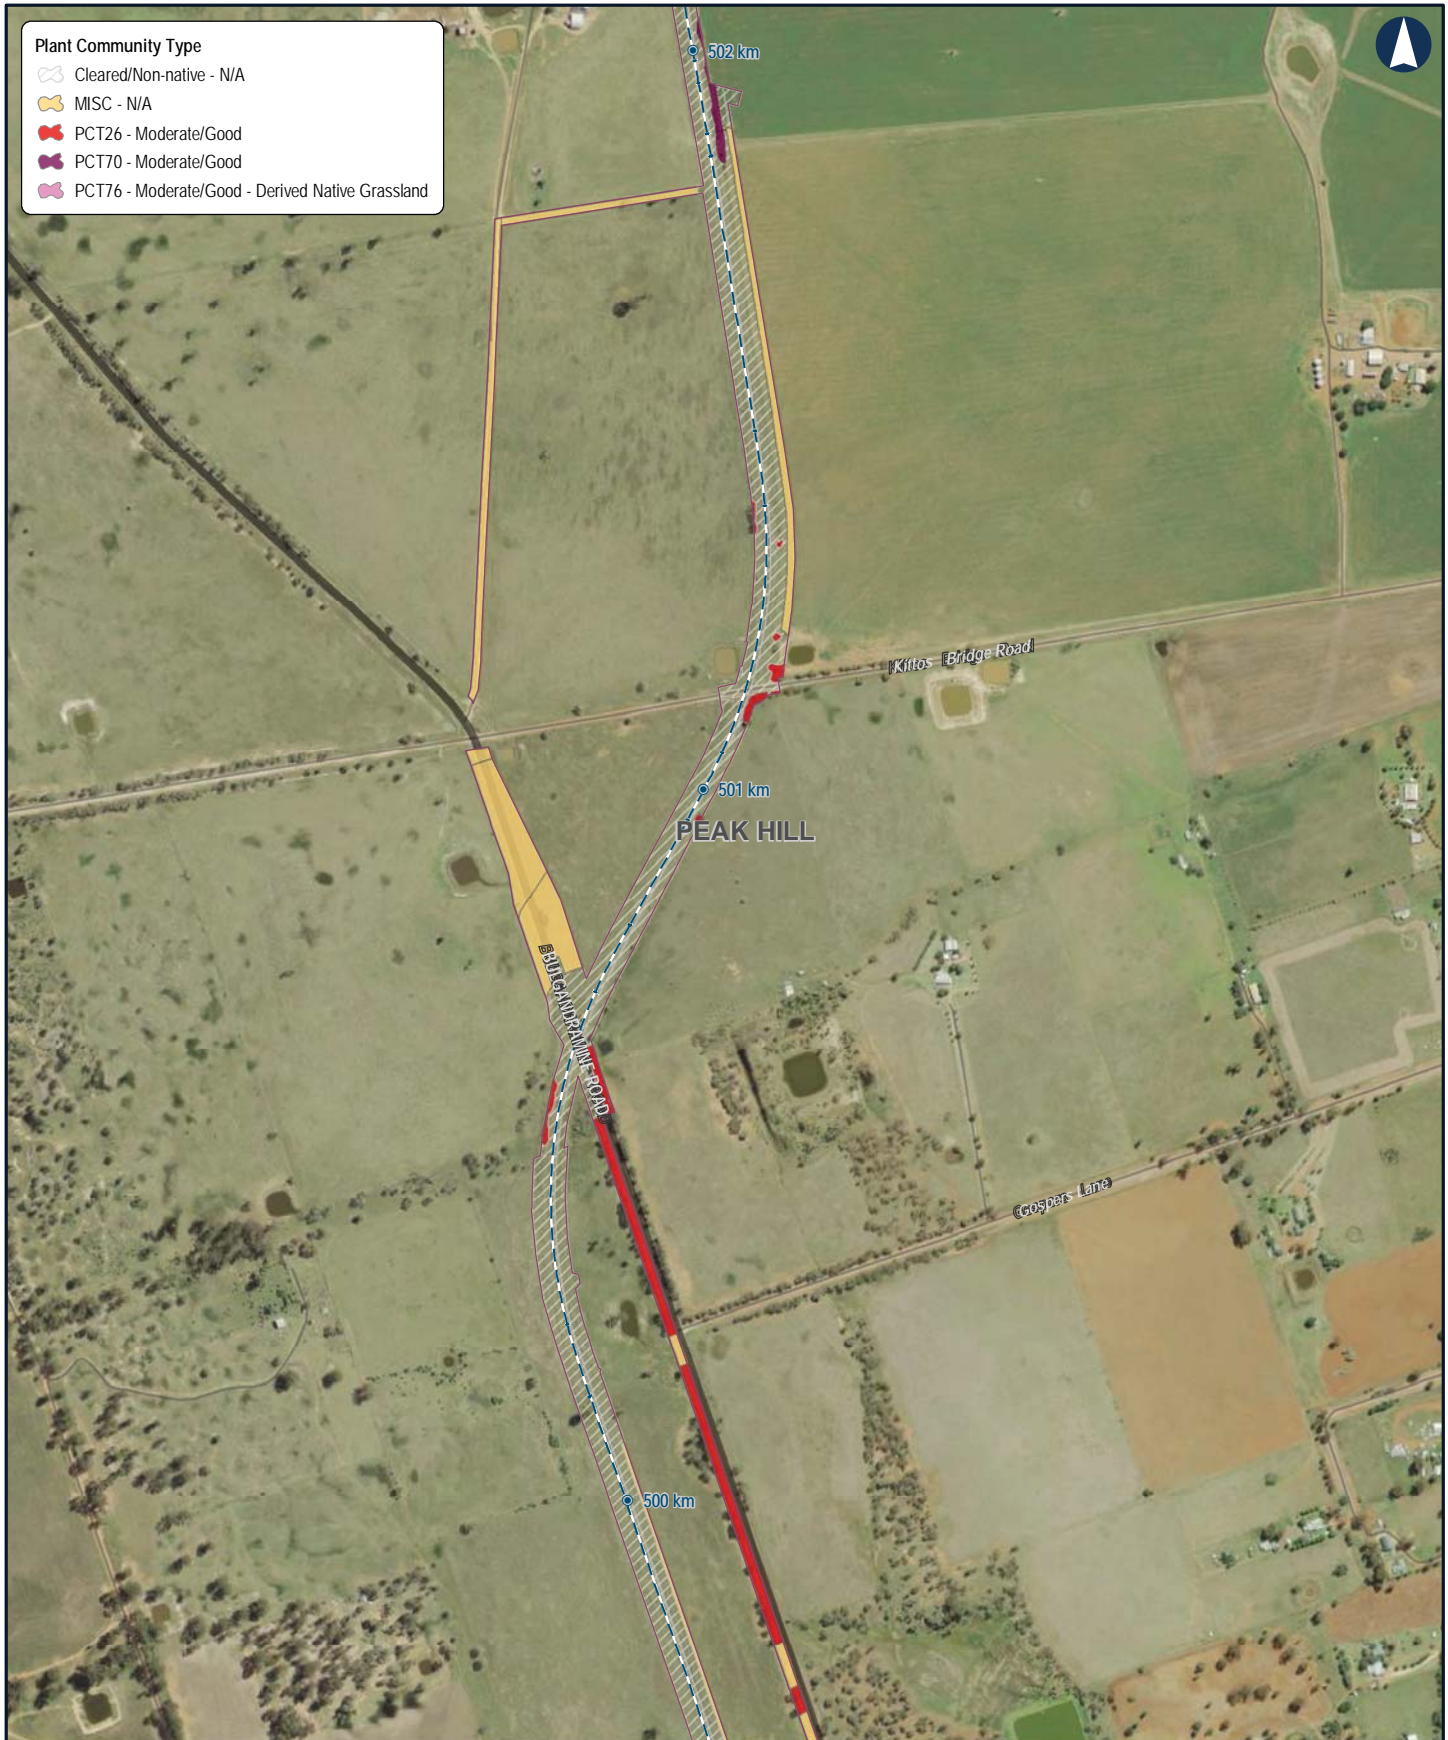 Plant Community Type
Cleared/Non-native - N/A
MISC - N/A
PCT26 - Moderate/Good
PCT70 - Moderate/Good
PCT76 - Moderate/Good - Derived Native Grassland
502 km
Kittos Bridge Road
501 km
PEAK HILL
BULGANDRAMINE ROAD
Gospers Lane
500 km